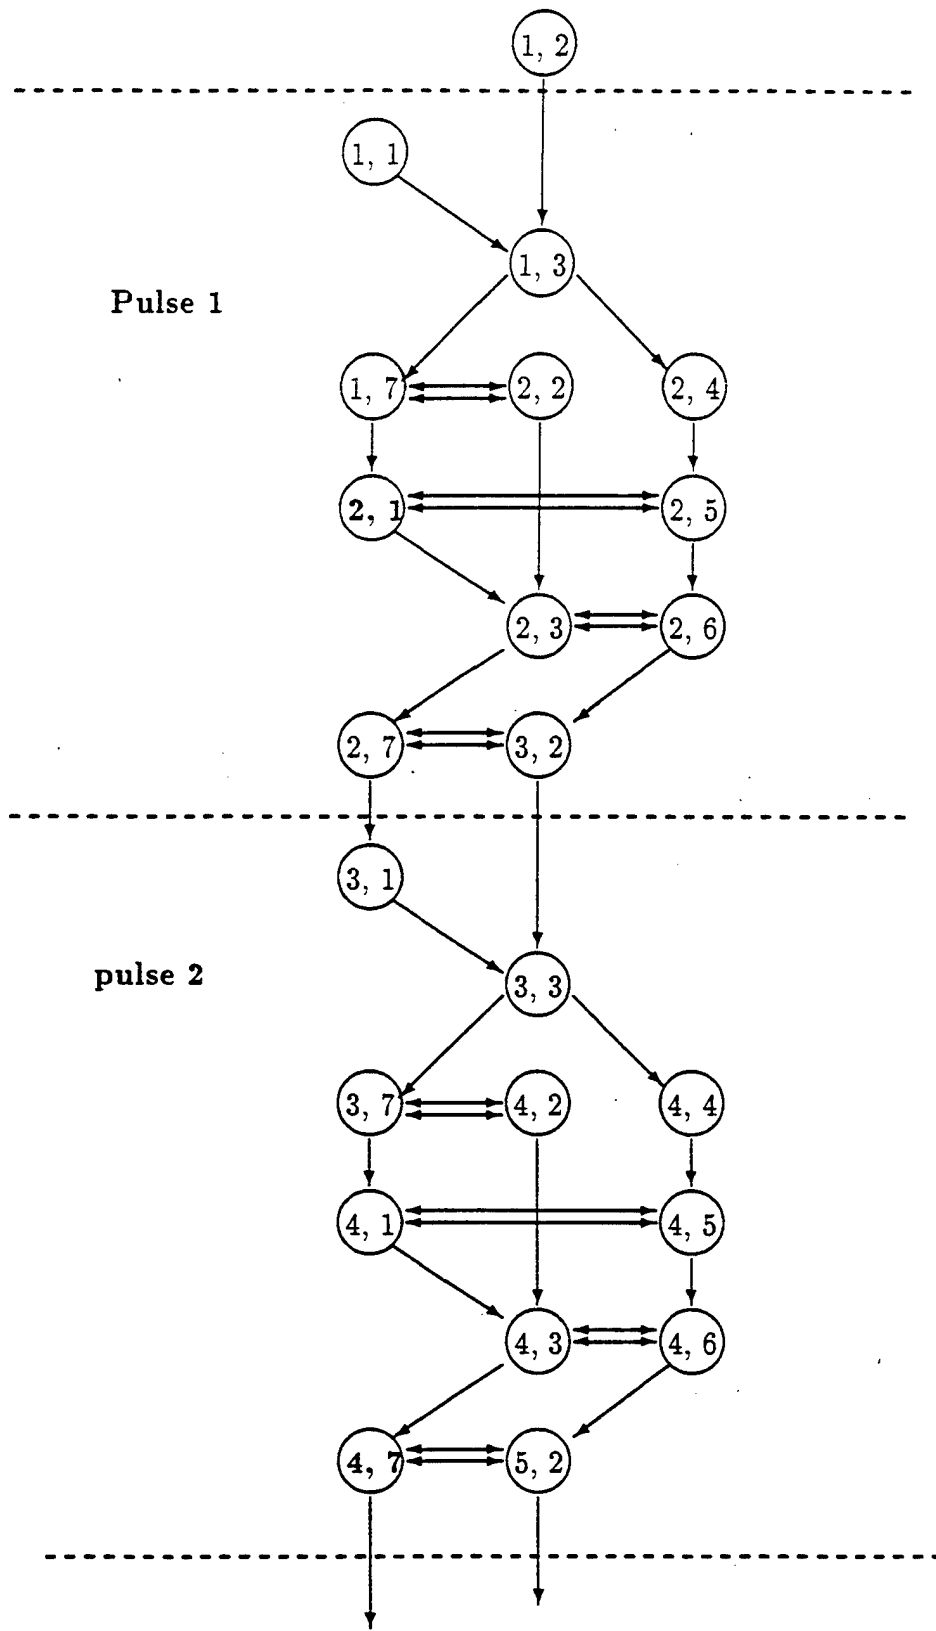 1, 2
1, 1
1, 3
Pulse 1
1, 7 2, 2 2, 4
2, 1 2, 5
2, 3 2, 6
2, 7 3, 2
3, 1
pulse 2
3, 3
3, 7 4, 2 4, 4
4, 1 4, 5
4, 3 4, 6
4, 7 5, 2